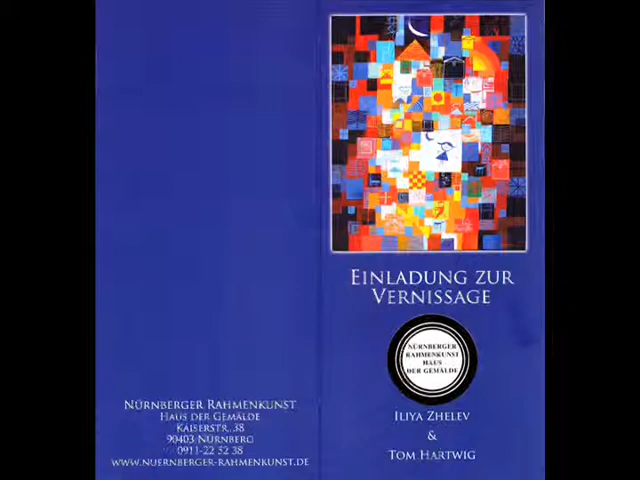 EINLADUNG ZUR
VERNISSAGE
NÜRNBERGER
RAHMENKUNST
HAUS
DER GEMÄLDE
ILIYA ZHELEV
&
TOM HARTWIG
NÜRNBERGER RAHMENKUNST
HAUS DER GEMÄLDE
KAISERSTR. 38
90403 NÜRNBERG
0911-22 52 38
WWW.NUERNBERGER-RAHMENKUNST.DE